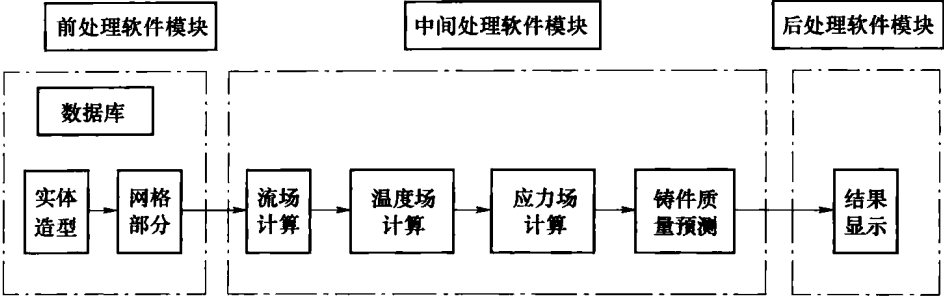 前处理软件模块
中间处理软件模块
后处理软件模块
数据库
实体
造型
网格
部分
流场
计算
温度场
计算
应力场
计算
铸件质
量预测
结果
显示